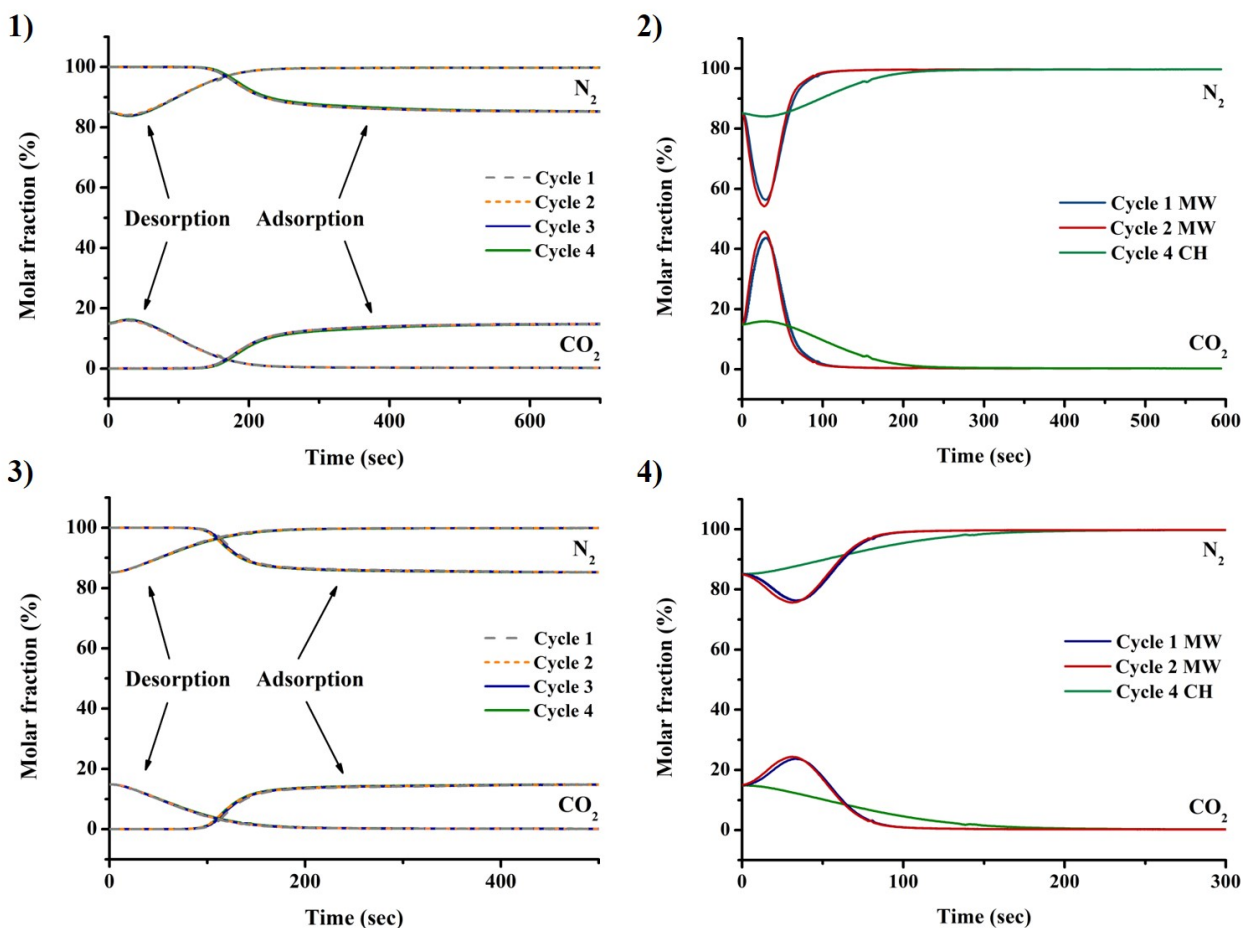 1)
Molar fraction (%)
100
80
60
40
20
0
N2
Desorption
Adsorption
Cycle 1
Cycle 2
Cycle 3
Cycle 4
CO2
0
200
400
600
Time (sec)
2)
Molar fraction (%)
100
80
60
40
20
0
N2
Cycle 1 MW
Cycle 2 MW
Cycle 4 CH
CO2
0
100
200
300
400
500
600
Time (sec)
3)
Molar fraction (%)
100
80
60
40
20
0
N2
Desorption
Adsorption
Cycle 1
Cycle 2
Cycle 3
Cycle 4
CO2
0
200
400
Time (sec)
4)
Molar fraction (%)
100
80
60
40
20
0
N2
Cycle 1 MW
Cycle 2 MW
Cycle 4 CH
CO2
0
100
200
300
Time (sec)